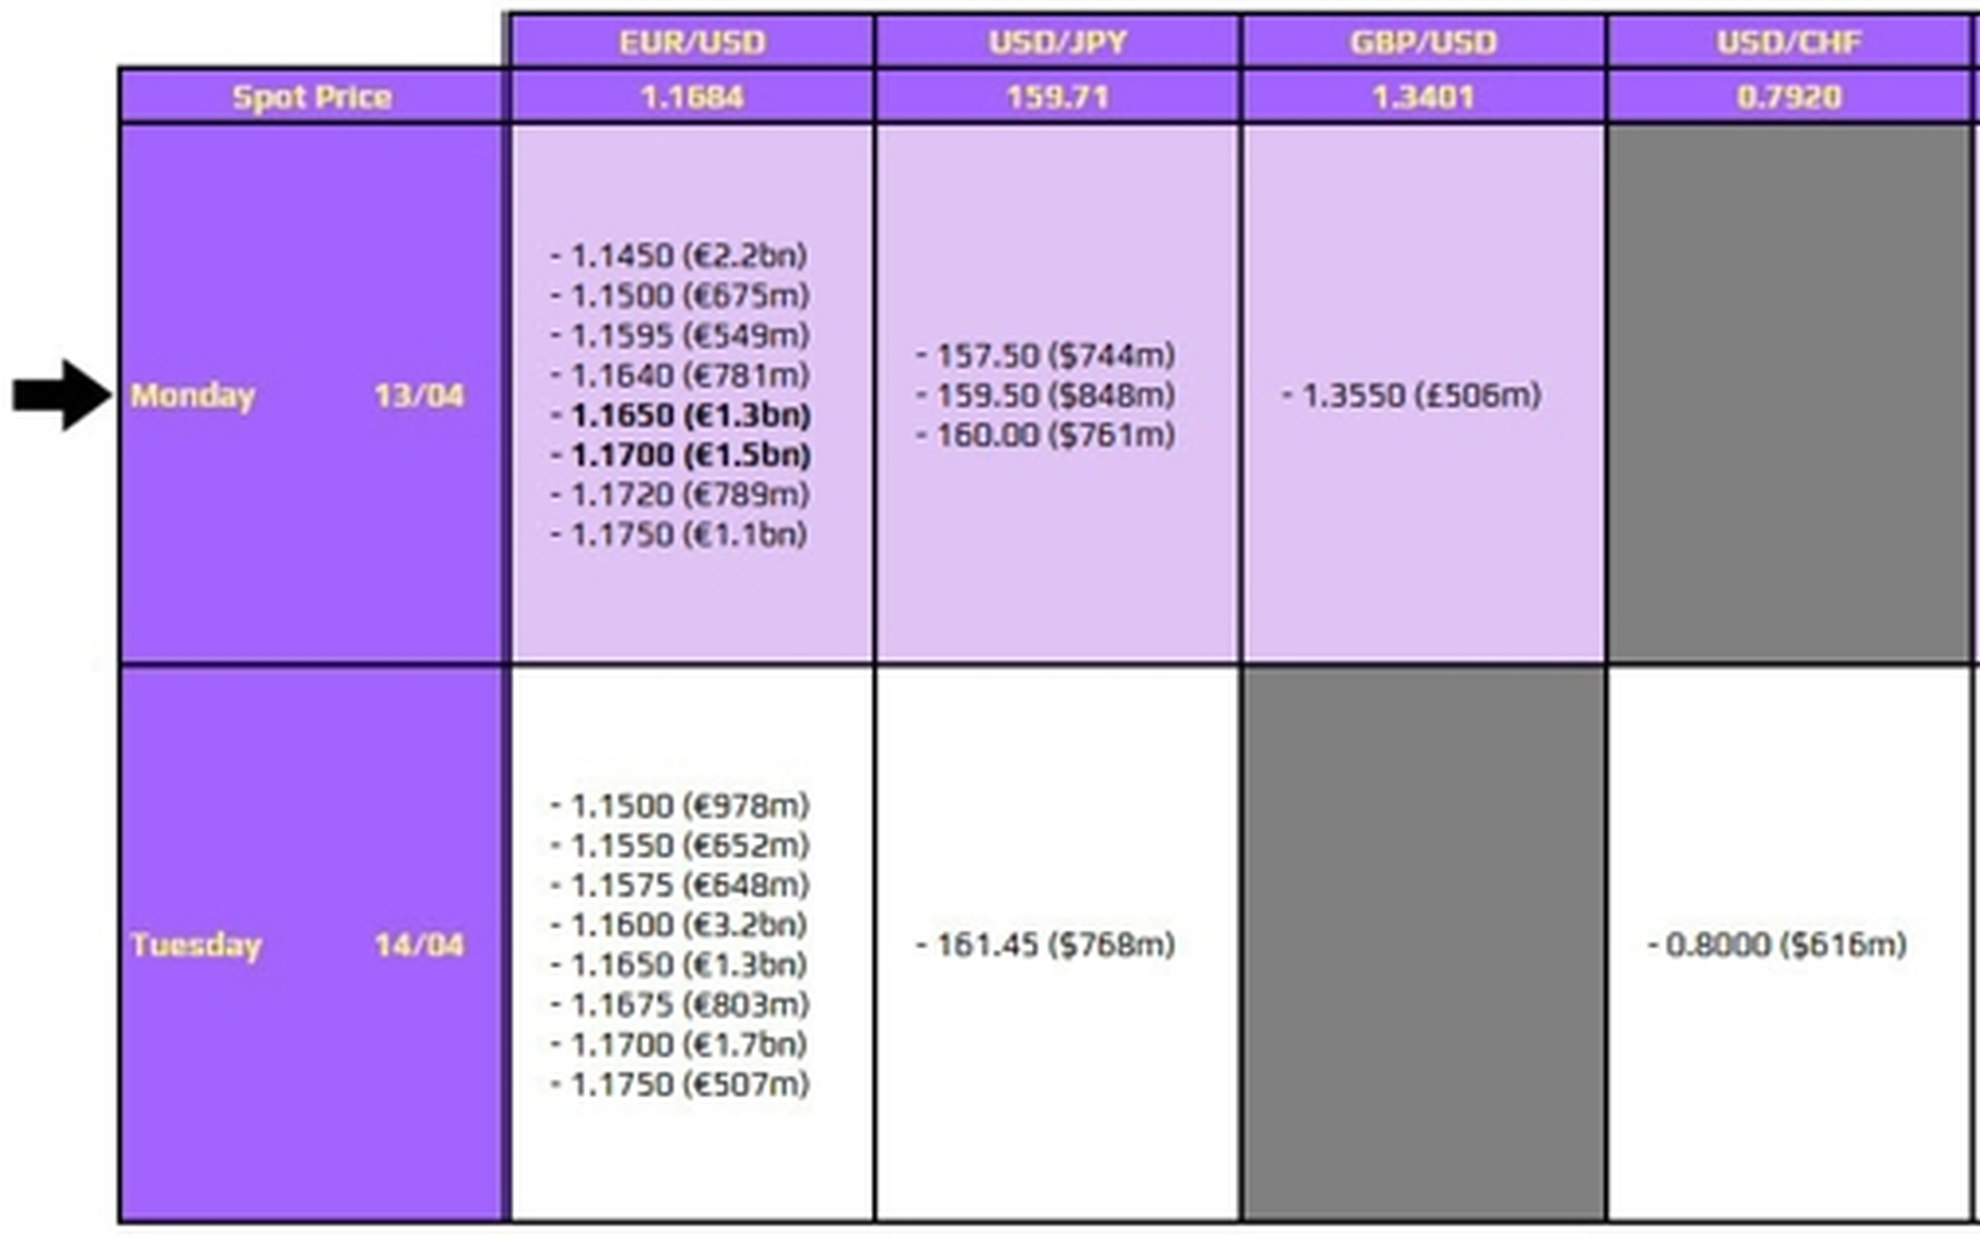 EUR/USD USD/JPY GBP/USD USD/CHF
Spot Price 1.1684 159.71 1.3401 0.7920
Monday 13/04
- 1.1450 (€2.2bn)
- 1.1500 (€675m)
- 1.1595 (€549m)
- 1.1640 (€781m)
- 1.1650 (€1.3bn)
- 1.1700 (€1.5bn)
- 1.1720 (€789m)
- 1.1750 (€1.1bn)
- 157.50 ($744m)
- 159.50 ($848m)
- 160.00 ($761m)
- 1.3550 (£506m)
Tuesday 14/04
- 1.1500 (€978m)
- 1.1550 (€652m)
- 1.1575 (€648m)
- 1.1600 (€3.2bn)
- 1.1650 (€1.3bn)
- 1.1675 (€803m)
- 1.1700 (€1.7bn)
- 1.1750 (€507m)
- 161.45 ($768m)
- 0.8000 ($616m)